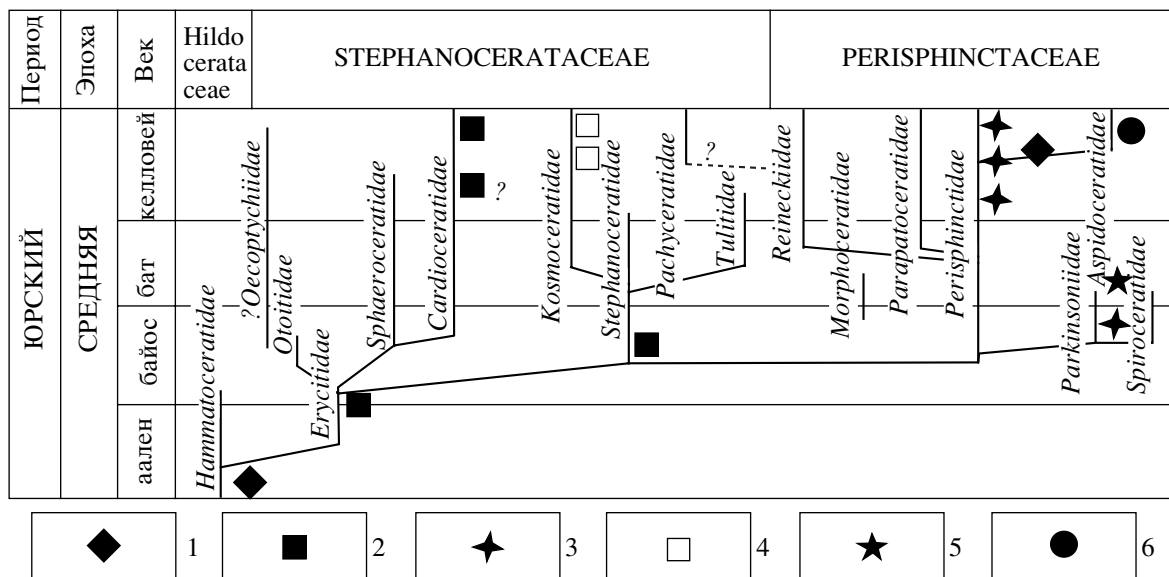 Период
Эпоха
Век
Hildo
cerata
ceae
STEPHANOCERATACEAE
PERISPHINCTACEAE
ЮРСКИЙ
СРЕДНЯЯ
келловей
бат
байос
аален
Hammatoceratidae
?Oecoptychiidae
Otoitidae
Erycitidae
Sphaeroceratidae
Cardioceratidae
?
Kosmoceratidae
Stephanoceratidae
Pachyceratidae
?
Tulitidae
Reineckiidae
Morphoceratidae
Parapatoceratidae
Perisphinctidae
Parkinsoniidae
Aspidoceratidae
Spiroceratidae
1
2
3
4
5
6